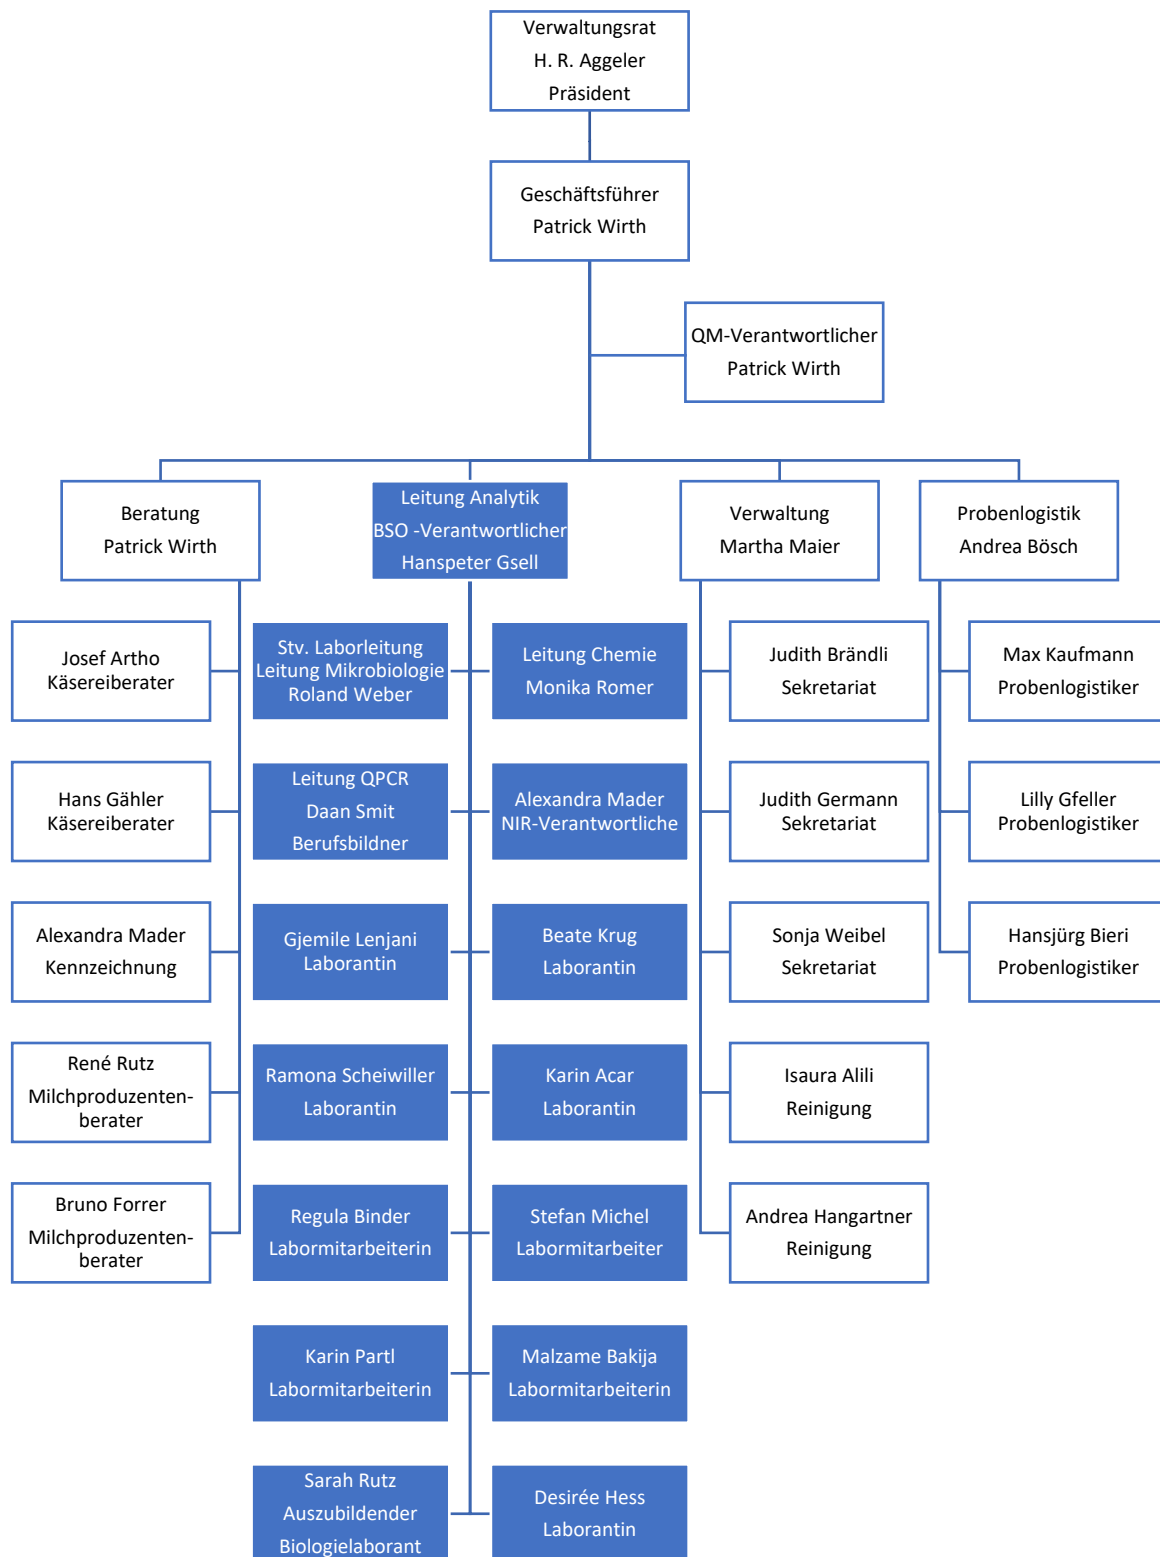 Verwaltungsrat
H. R. Aggeler
Präsident
Geschäftsführer
Patrick Wirth
QM-Verantwortlicher
Patrick Wirth
Beratung
Patrick Wirth
Leitung Analytik
BSO -Verantwortlicher
Hanspeter Gsell
Verwaltung
Martha Maier
Probenlogistik
Andrea Bösch
Josef Artho
Käsereiberater
Stv. Laborleitung
Leitung Mikrobiologie
Roland Weber
Leitung Chemie
Monika Romer
Judith Brändli
Sekretariat
Max Kaufmann
Probenlogistiker
Hans Gähler
Käsereiberater
Leitung QPCR
Daan Smit
Berufsbildner
Alexandra Mader
NIR-Verantwortliche
Judith Germann
Sekretariat
Lilly Gfeller
Probenlogistiker
Alexandra Mader
Kennzeichnung
Gjemile Lenjani
Laborantin
Beate Krug
Laborantin
Sonja Weibel
Sekretariat
Hansjürg Bieri
Probenlogistiker
René Rutz
Milchproduzenten-
berater
Ramona Scheiwiller
Laborantin
Karin Acar
Laborantin
Isaura Alili
Reinigung
Bruno Forrer
Milchproduzenten-
berater
Regula Binder
Labormitarbeiterin
Stefan Michel
Labormitarbeiter
Andrea Hangartner
Reinigung
Karin Partl
Labormitarbeiterin
Malzame Bakija
Labormitarbeiterin
Sarah Rutz
Auszubildender
Biologielaborant
Desirée Hess
Laborantin